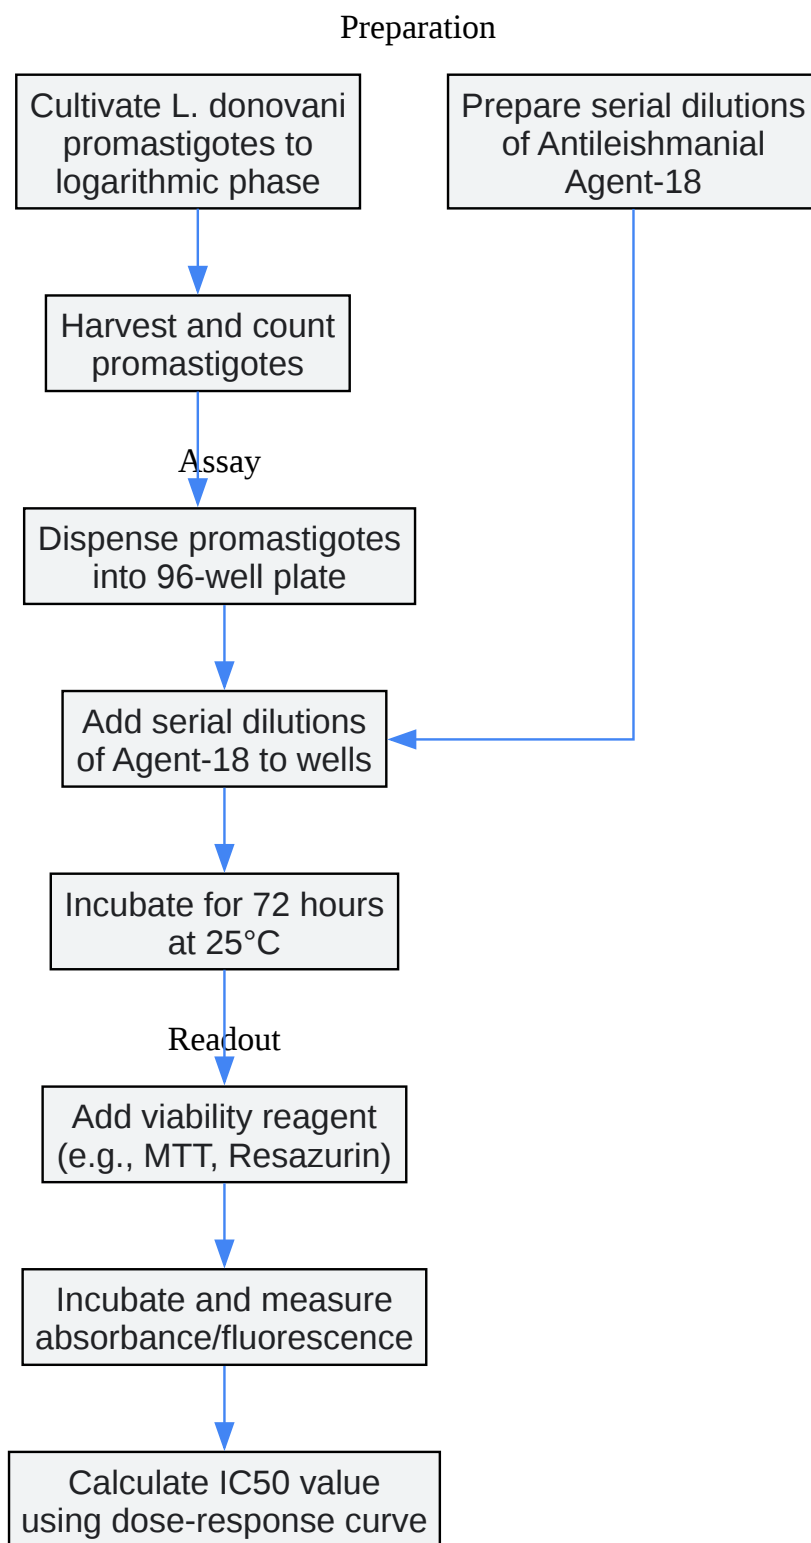 Preparation
Cultivate L. donovani
promastigotes to
logarithmic phase
Prepare serial dilutions
of Antileishmanial
Agent-18
Harvest and count
promastigotes
Assay
Dispense promastigotes
into 96-well plate
Add serial dilutions
of Agent-18 to wells
Incubate for 72 hours
at 25°C
Readout
Add viability reagent
(e.g., MTT, Resazurin)
Incubate and measure
absorbance/fluorescence
Calculate IC50 value
using dose-response curve